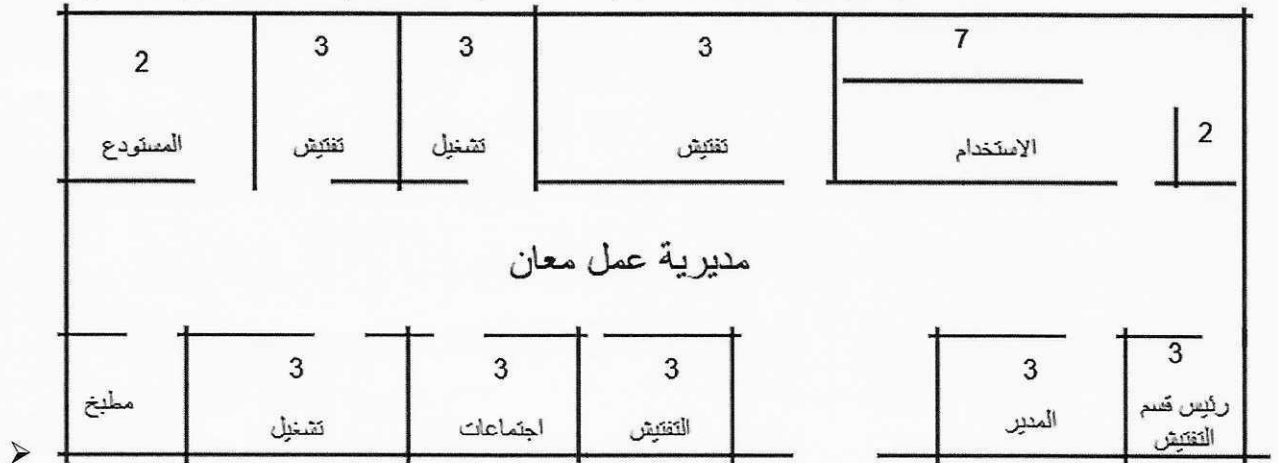 2
3
3
3
7
2
المستودع
تفتيش
تشغيل
تفتيش
الاستخدام
مديرية عمل معان
3
3
3
3
3
مطبخ
تشغيل
اجتماعات
التفتيش
المدير
رئيس قسم
التفتيش